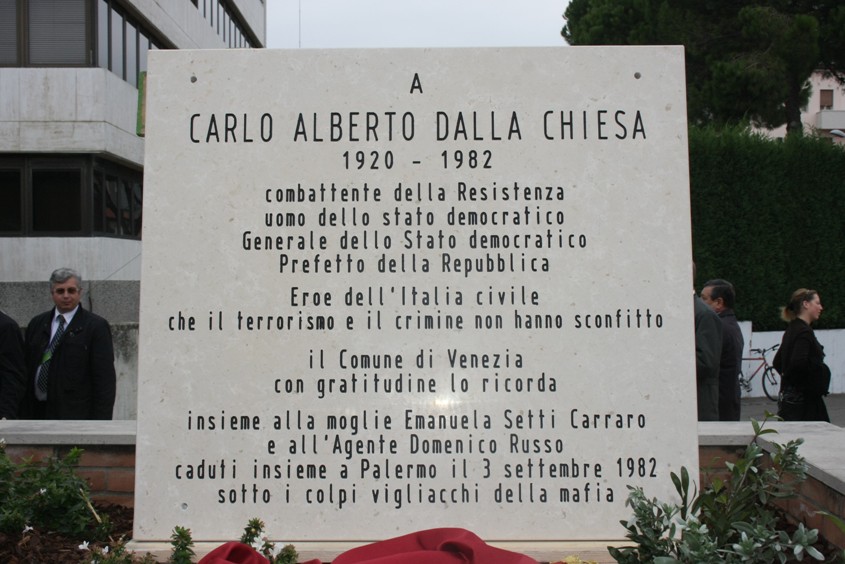 A
CARLO ALBERTO DALLA CHIESA
1920 - 1982
combattente della Resistenza
uomo dello stato democratico
Generale dello Stato democratico
Prefetto della Repubblica
Eroe dell'Italia civile
che il terrorismo e il crimine non hanno sconfitto
il Comune di Venezia
con gratitudine lo ricorda
insieme alla moglie Emanuela Setti Carraro
e all'Agente Domenico Russo
caduti insieme a Palermo il 3 settembre 1982
sotto i colpi vigliacchi della mafia